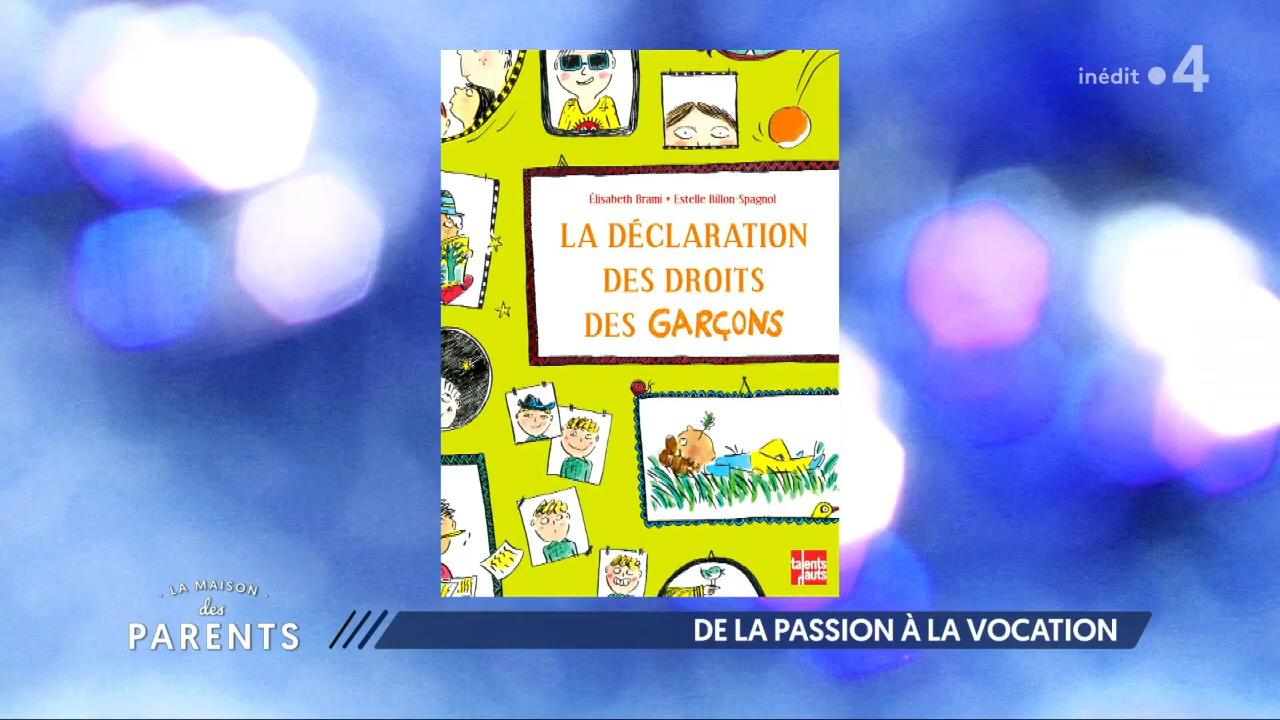 inédit 4
Élisabeth Brami • Estelle Billon-Spagnol
LA DÉCLARATION
DES DROITS
DES GARÇONS
talents
hauts
· LA MAISON ·
des
PARENTS
DE LA PASSION À LA VOCATION